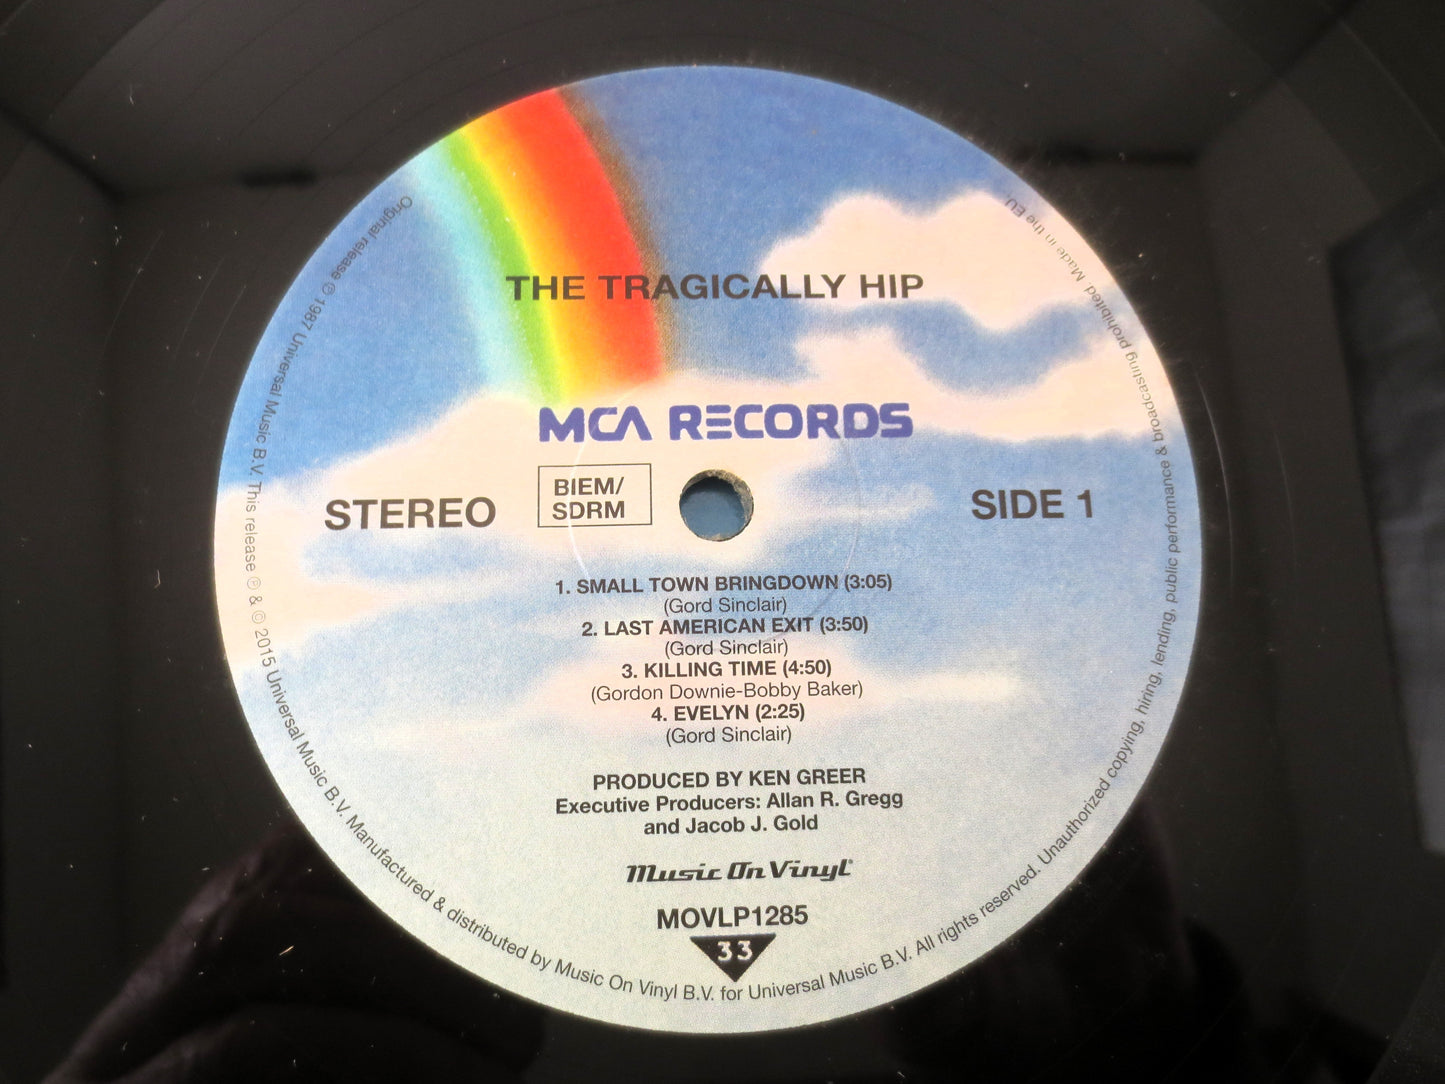 THE TRAGICALLY HIP
MCA RECORDS
STEREO
BIEM/
SDRM
SIDE 1
1. SMALL TOWN BRINGDOWN (3:05)
(Gord Sinclair)
2. LAST AMERICAN EXIT (3:50)
(Gord Sinclair)
3. KILLING TIME (4:50)
(Gordon Downie-Bobby Baker)
4. EVELYN (2:25)
(Gord Sinclair)
PRODUCED BY KEN GREER
Executive Producers: Allan R. Gregg
and Jacob J. Gold
Music On Vinyl®
MOVLP1285
33
Original release ℗ 1987 Universal Music B.V. This release ℗ & © 2015 Universal Music B.V. Manufactured & distributed by Music On Vinyl B.V. for Universal Music B.V. All rights reserved. Unauthorized copying, hiring, lending, public performance & broadcasting prohibited. Made in the EU